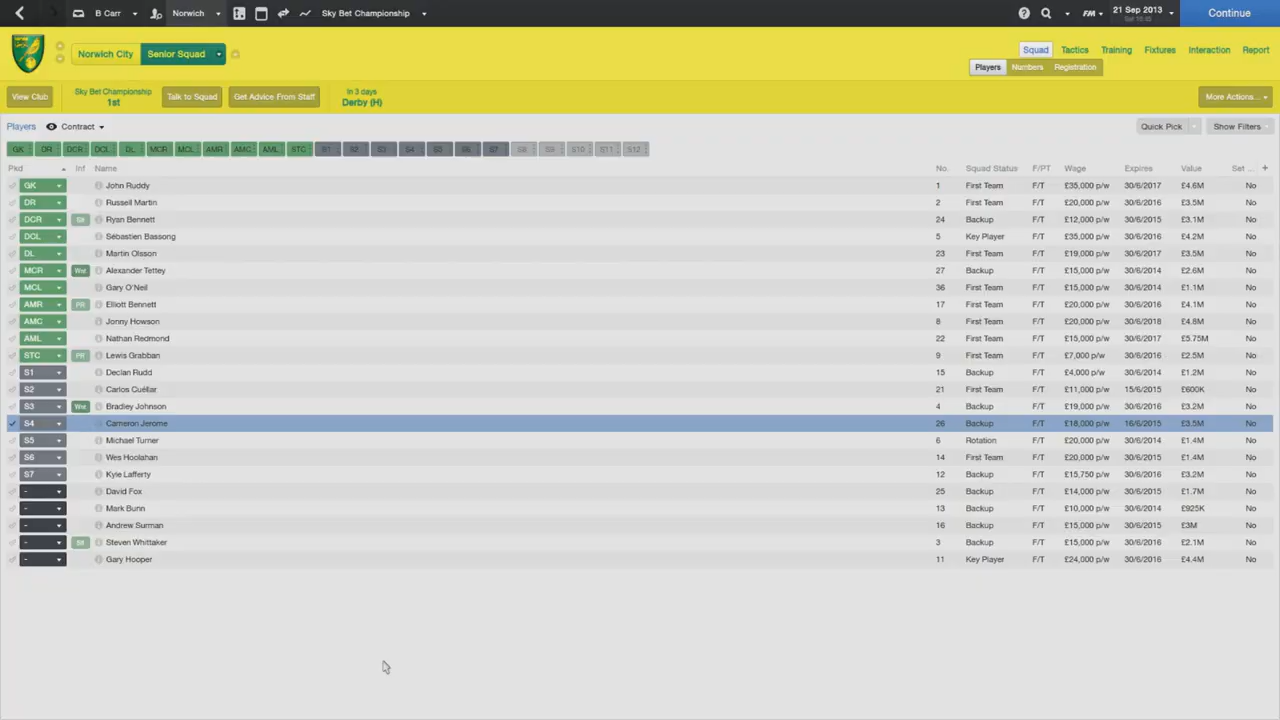 B Carr Norwich Sky Bet Championship FM 21 Sep 2013 Continue
Norwich City Senior Squad Squad Tactics Training Fixtures Interaction Report
Players Numbers Registration
View Club Sky Bet Championship 1st Talk to Squad Get Advice From Staff In 3 days Derby (H) More Actions...
Players Contract Quick Pick Show Filters
GK DR DCR DCL DL MCR MCL AMR AMC AML STC S1 S2 S3 S4 S5 S6 S7 S8 S9 S10 S11 S12
Pkd Inf Name No. Squad Status F/PT Wage Expires Value Set ... +
GK John Ruddy 1 First Team F/T £35,000 p/w 30/6/2017 £4.6M No
DR Russell Martin 2 First Team F/T £20,000 p/w 30/6/2016 £3.5M No
DCR Ryan Bennett 24 Backup F/T £12,000 p/w 30/6/2015 £3.1M No
DCL Sébastien Bassong 5 Key Player F/T £35,000 p/w 30/6/2016 £4.2M No
DL Martin Olsson 23 First Team F/T £19,000 p/w 30/6/2017 £3.5M No
MCR Wnt Alexander Tettey 27 Backup F/T £15,000 p/w 30/6/2014 £2.6M No
MCL Gary O'Neil 36 First Team F/T £15,000 p/w 30/6/2014 £1.1M No
AMR PR Elliott Bennett 17 First Team F/T £20,000 p/w 30/6/2016 £4.1M No
AMC Jonny Howson 8 First Team F/T £20,000 p/w 30/6/2018 £4.8M No
AML Nathan Redmond 22 First Team F/T £15,000 p/w 30/6/2017 £5.75M No
STC PR Lewis Grabban 9 First Team F/T £7,000 p/w 30/6/2016 £2.5M No
S1 Declan Rudd 15 Backup F/T £4,000 p/w 30/6/2014 £1.2M No
S2 Carlos Cuéllar 21 First Team F/T £11,000 p/w 15/6/2015 £600K No
S3 Wnt Bradley Johnson 4 Backup F/T £19,000 p/w 30/6/2015 £3.2M No
S4 Cameron Jerome 26 Backup F/T £18,000 p/w 16/6/2015 £3.5M No
S5 Michael Turner 6 Rotation F/T £20,000 p/w 30/6/2014 £1.4M No
S6 Wes Hoolahan 14 First Team F/T £20,000 p/w 30/6/2015 £1.4M No
S7 Kyle Lafferty 12 Backup F/T £15,750 p/w 30/6/2016 £3.2M No
- David Fox 25 Backup F/T £14,000 p/w 30/6/2015 £1.7M No
- Mark Bunn 13 Backup F/T £10,000 p/w 30/6/2014 £925K No
- Andrew Surman 16 Backup F/T £15,000 p/w 30/6/2015 £3M No
- Steven Whittaker 3 Backup F/T £15,000 p/w 30/6/2016 £2.1M No
- Gary Hooper 11 Key Player F/T £24,000 p/w 30/6/2016 £4.4M No